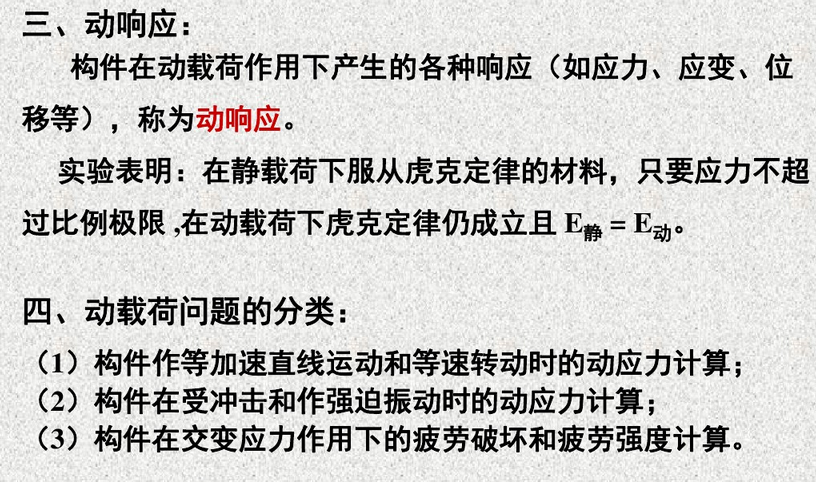 三、动响应：
构件在动载荷作用下产生的各种响应（如应力、应变、位
移等），称为动响应。
实验表明：在静载荷下服从虎克定律的材料，只要应力不超
过比例极限 ,在动载荷下虎克定律仍成立且 E静 = E动。
四、动载荷问题的分类：
（1）构件作等加速直线运动和等速转动时的动应力计算；
（2）构件在受冲击和作强迫振动时的动应力计算；
（3）构件在交变应力作用下的疲劳破坏和疲劳强度计算。